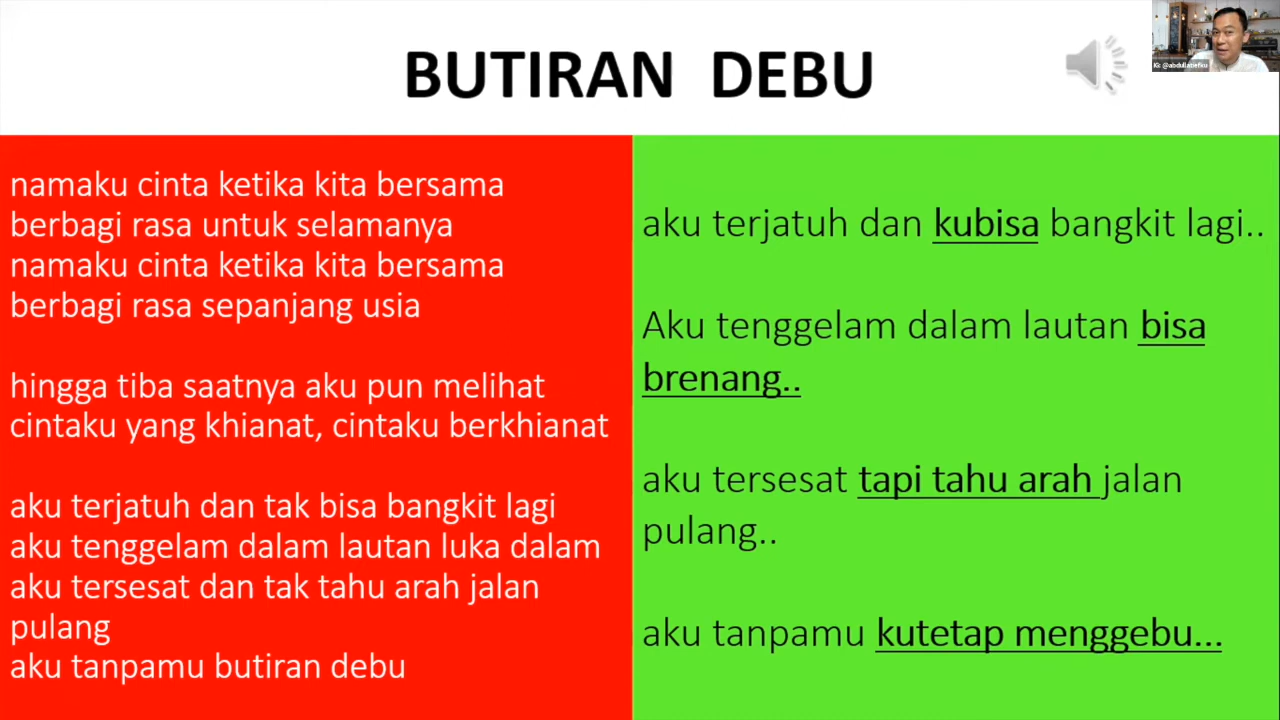 BUTIRAN DEBU
namaku cinta ketika kita bersama
berbagi rasa untuk selamanya
namaku cinta ketika kita bersama
berbagi rasa sepanjang usia
hingga tiba saatnya aku pun melihat
cintaku yang khianat, cintaku berkhianat
aku terjatuh dan tak bisa bangkit lagi
aku tenggelam dalam lautan luka dalam
aku tersesat dan tak tahu arah jalan
pulang
aku tanpamu butiran debu
aku terjatuh dan kubisa bangkit lagi..
Aku tenggelam dalam lautan bisa
brenang..
aku tersesat tapi tahu arah jalan
pulang..
aku tanpamu kutetap menggebu...